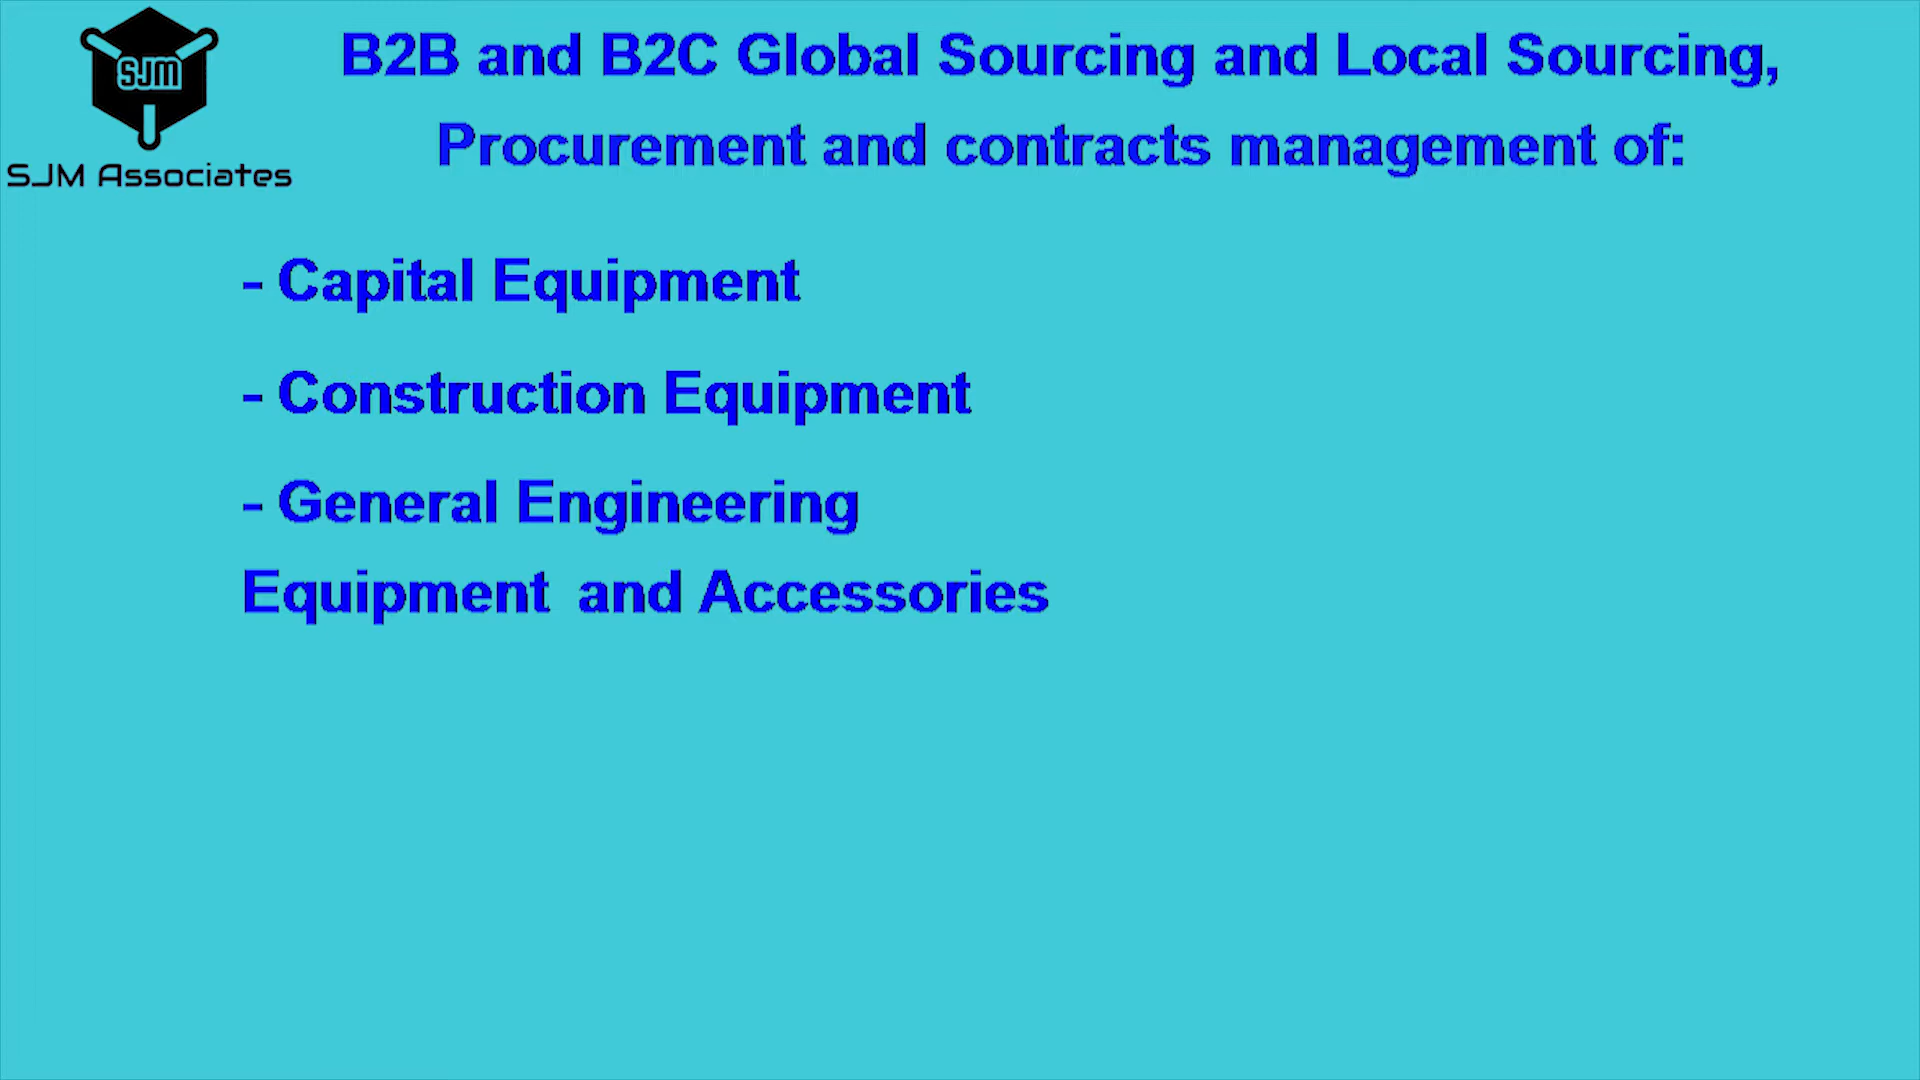 SJM
SJM Associates
B2B and B2C Global Sourcing and Local Sourcing,
Procurement and contracts management of:
- Capital Equipment
- Construction Equipment
- General Engineering
Equipment and Accessories